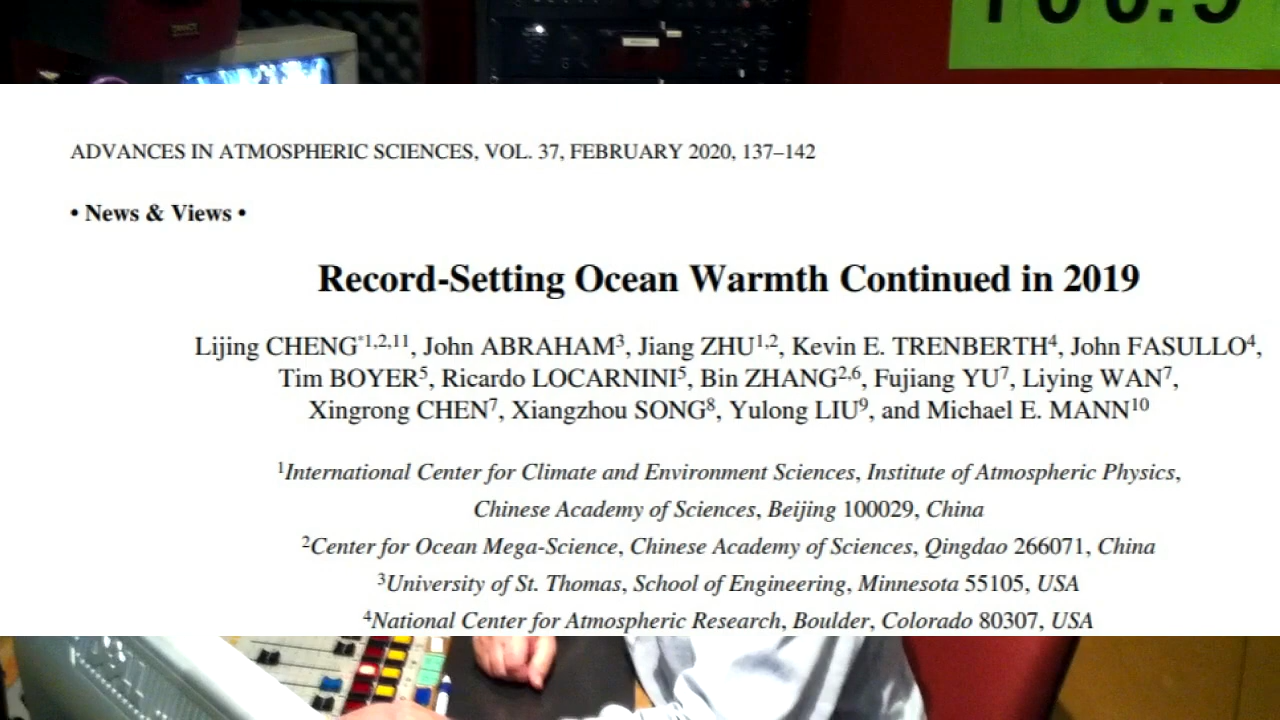 100.5
ADVANCES IN ATMOSPHERIC SCIENCES, VOL. 37, FEBRUARY 2020, 137–142
• News & Views •
Record-Setting Ocean Warmth Continued in 2019
Lijing CHENG*1,2,11, John ABRAHAM3, Jiang ZHU1,2, Kevin E. TRENBERTH4, John FASULLO4,
Tim BOYER5, Ricardo LOCARNINI5, Bin ZHANG2,6, Fujiang YU7, Liying WAN7,
Xingrong CHEN7, Xiangzhou SONG8, Yulong LIU9, and Michael E. MANN10
1International Center for Climate and Environment Sciences, Institute of Atmospheric Physics,
Chinese Academy of Sciences, Beijing 100029, China
2Center for Ocean Mega-Science, Chinese Academy of Sciences, Qingdao 266071, China
3University of St. Thomas, School of Engineering, Minnesota 55105, USA
4National Center for Atmospheric Research, Boulder, Colorado 80307, USA